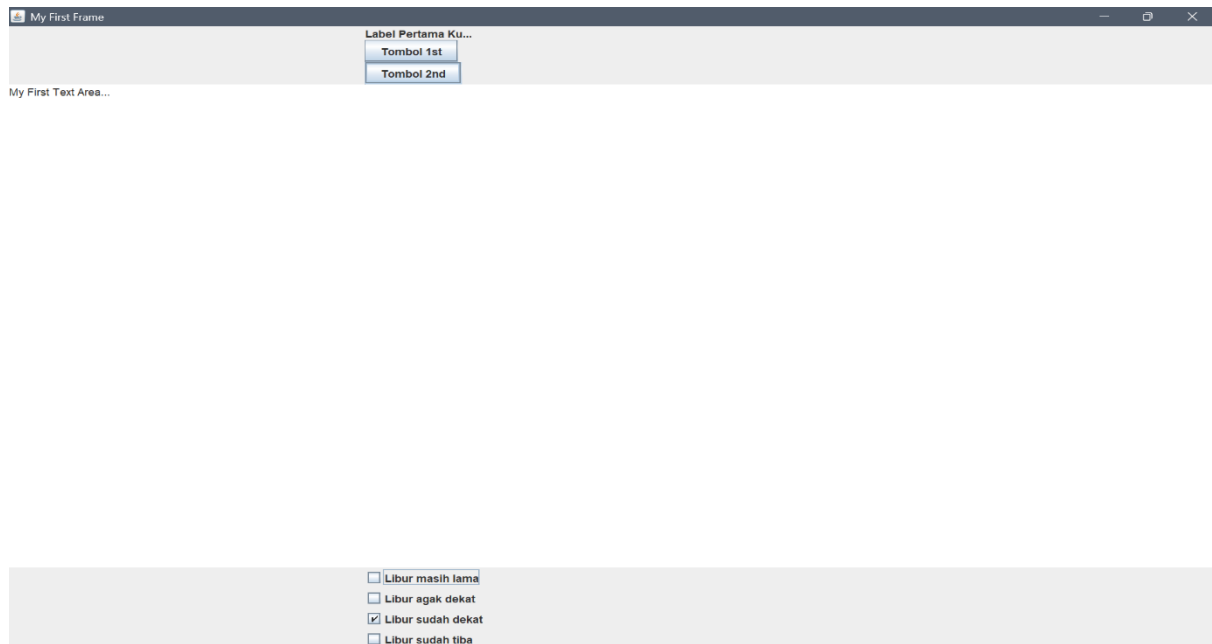 My First Frame
Label Pertama Ku...
Tombol 1st
Tombol 2nd
My First Text Area...
Libur masih lama
Libur agak dekat
Libur sudah dekat
Libur sudah tiba